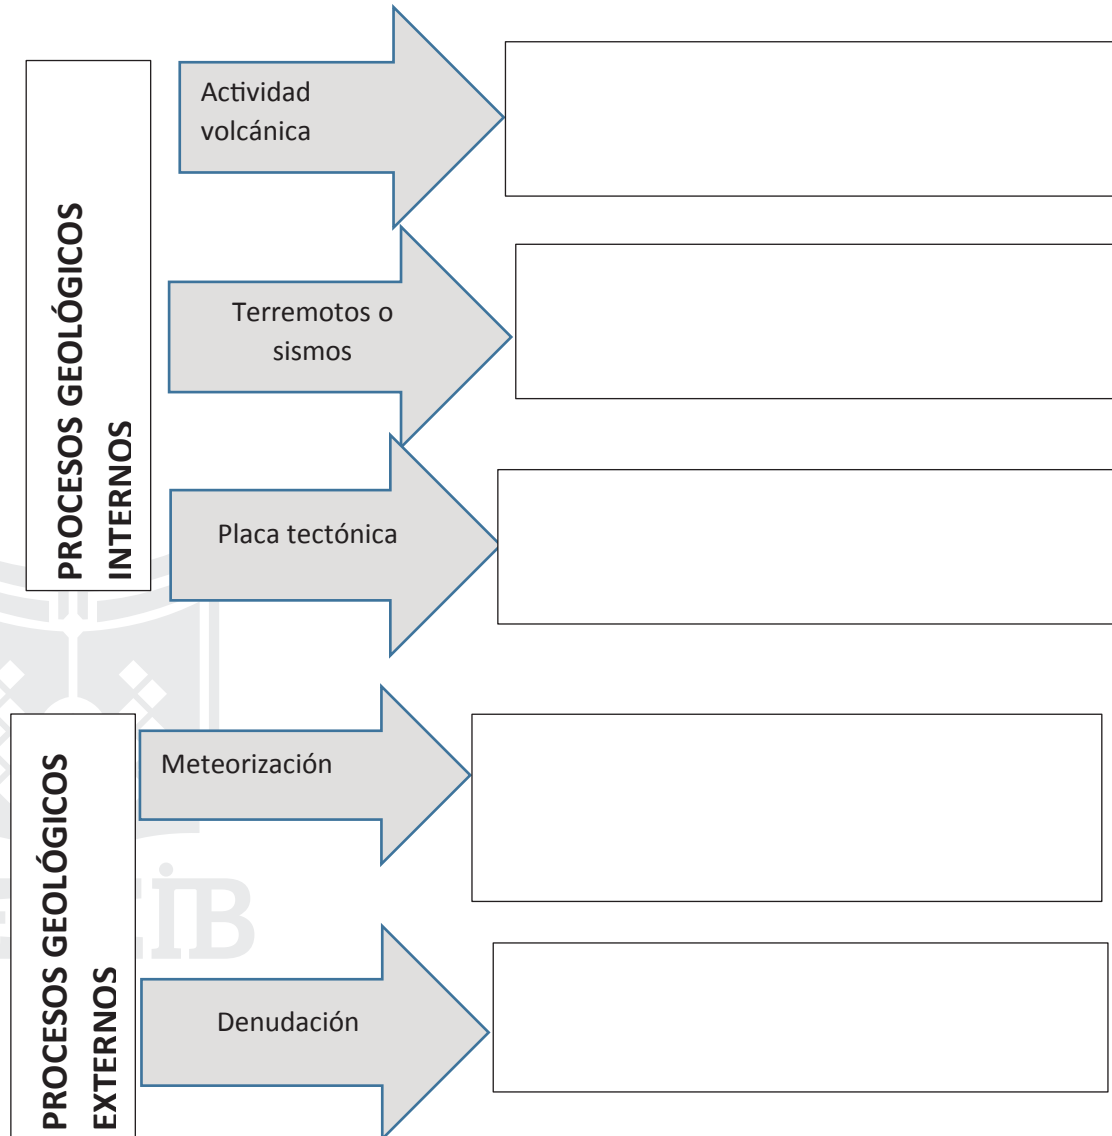 PROCESOS GEOLÓGICOS
INTERNOS
Actividad
volcánica
Terremotos o
sismos
Placa tectónica
PROCESOS GEOLÓGICOS
EXTERNOS
Meteorización
Denudación